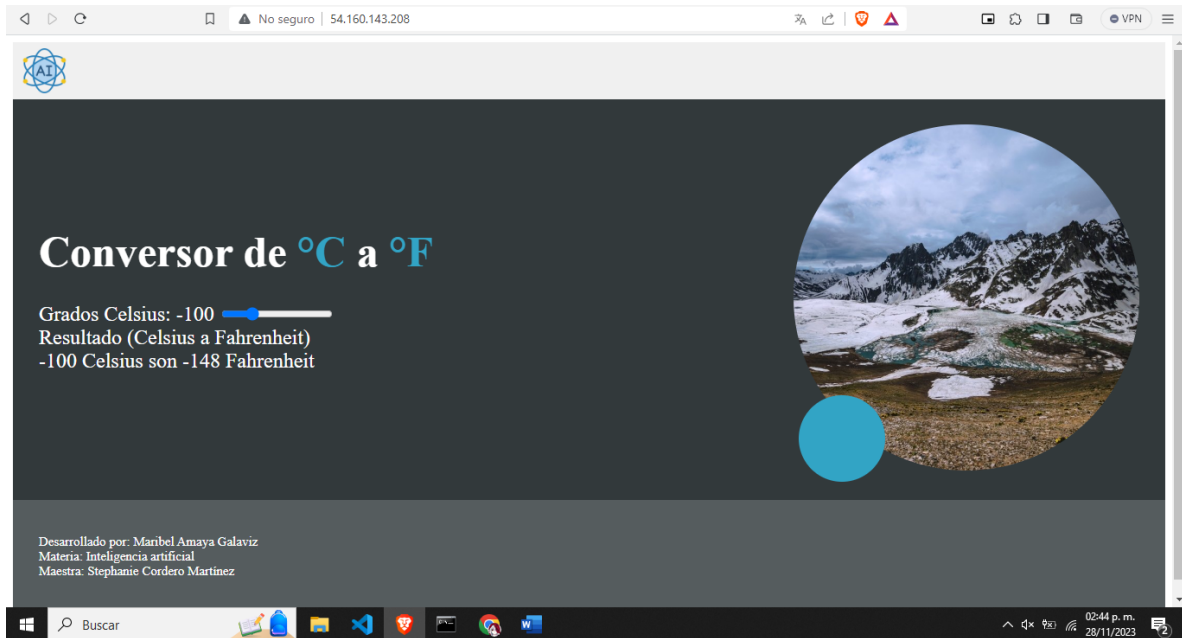 No seguro
54.160.143.208
VPN
AI
Conversor de °C a °F
Grados Celsius: -100
Resultado (Celsius a Fahrenheit)
-100 Celsius son -148 Fahrenheit
Desarrollado por: Maribel Amaya Galaviz
Materia: Inteligencia artificial
Maestra: Stephanie Cordero Martínez
Buscar
02:44 p. m.
28/11/2023
2